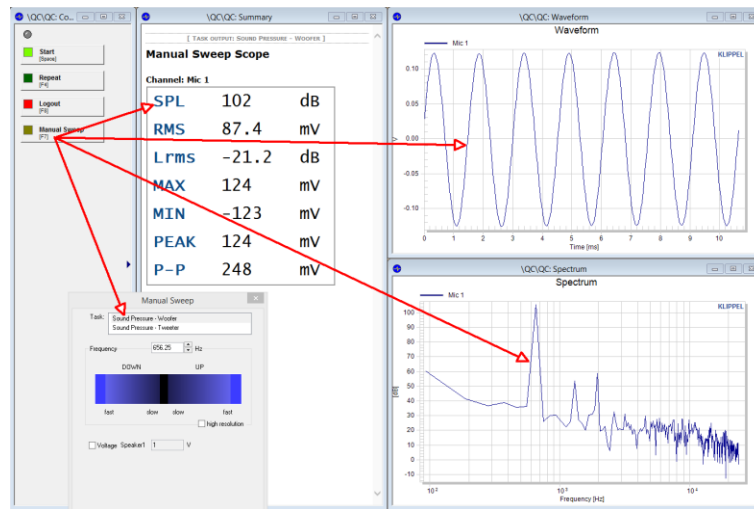 \QC\QC: Co...
Start
[Space]
Repeat
[F4]
Logout
[F6]
Manual Sweep
[F7]
\QC\QC: Summary
[ Task output: Sound Pressure - Woofer ]
Manual Sweep Scope
Channel: Mic 1
SPL 102 dB
RMS 87.4 mV
Lrms -21.2 dB
MAX 124 mV
MIN -123 mV
PEAK 124 mV
P-P 248 mV
\QC\QC: Waveform
Waveform
Mic 1
KLIPPEL
0.10
0.05
0.00
-0.05
-0.10
V
0 1 2 3 4 5 6 7 8 9 10
Time [ms]
\QC\QC: Spectrum
Spectrum
Mic 1
KLIPPEL
100
90
80
70
60
50
40
30
20
10
0
-10
[dB]
10² 10³ 10⁴
Frequency [Hz]
Manual Sweep
Task: Sound Pressure - Woofer
Sound Pressure - Tweeter
Frequency 656.25 Hz
DOWN UP
fast slow slow fast
high resolution
Voltage Speaker1 1 V